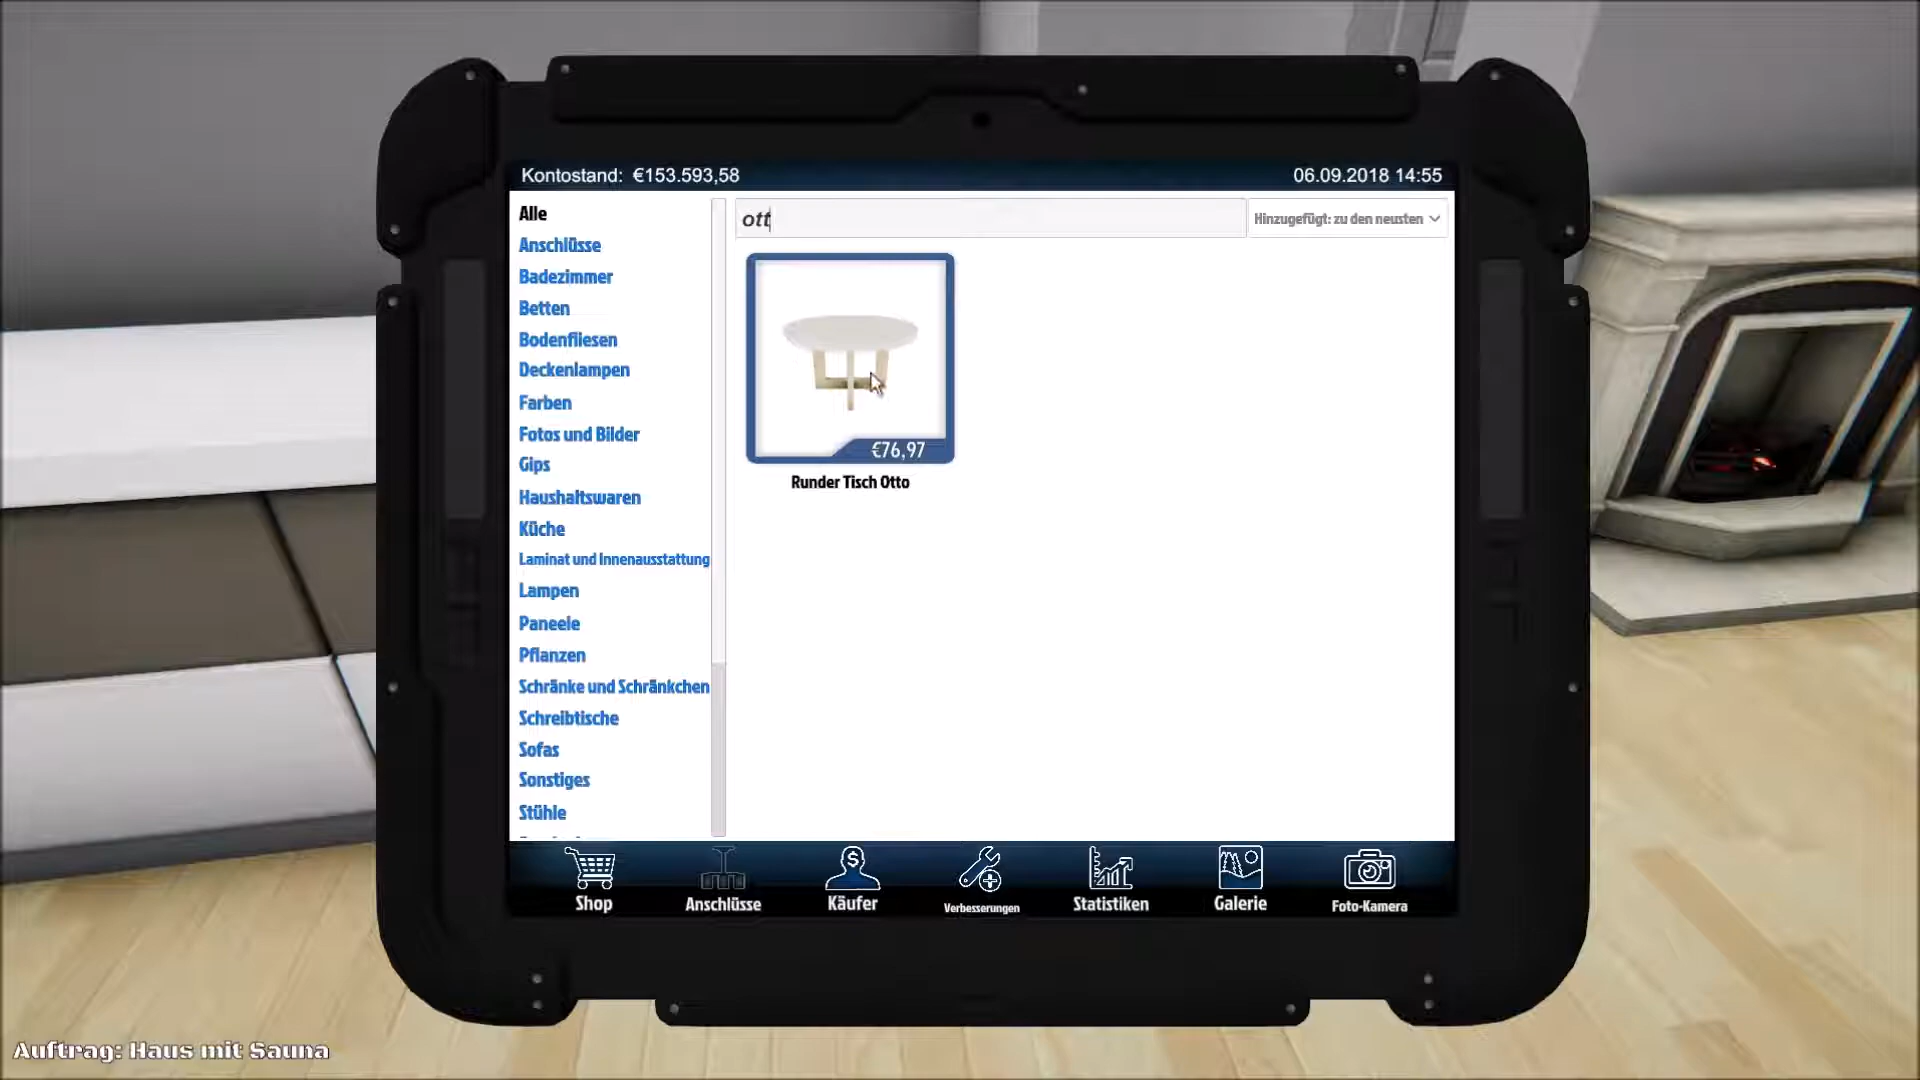 Kontostand: €153.593,58
06.09.2018 14:55
Alle
Anschlüsse
Badezimmer
Betten
Bodenfliesen
Deckenlampen
Farben
Fotos und Bilder
Gips
Haushaltswaren
Küche
Laminat und Innenausstattung
Lampen
Paneele
Pflanzen
Schränke und Schränkchen
Schreibtische
Sofas
Sonstiges
Stühle
ott
Hinzugefügt: zu den neusten
€76,97
Runder Tisch Otto
Shop
Anschlüsse
Käufer
Verbesserungen
Statistiken
Galerie
Foto-Kamera
Auftrag: Haus mit Sauna